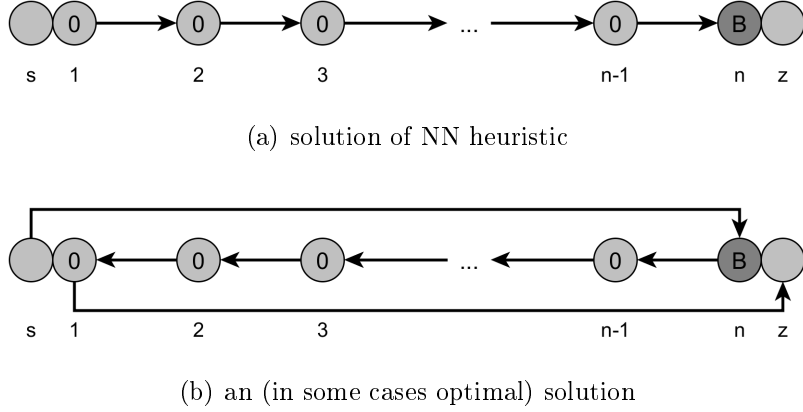 0 0 0 ... 0 B
s 1 2 3 n-1 n z
(a) solution of NN heuristic
0 0 0 ... 0 B
s 1 2 3 n-1 n z
(b) an (in some cases optimal) solution